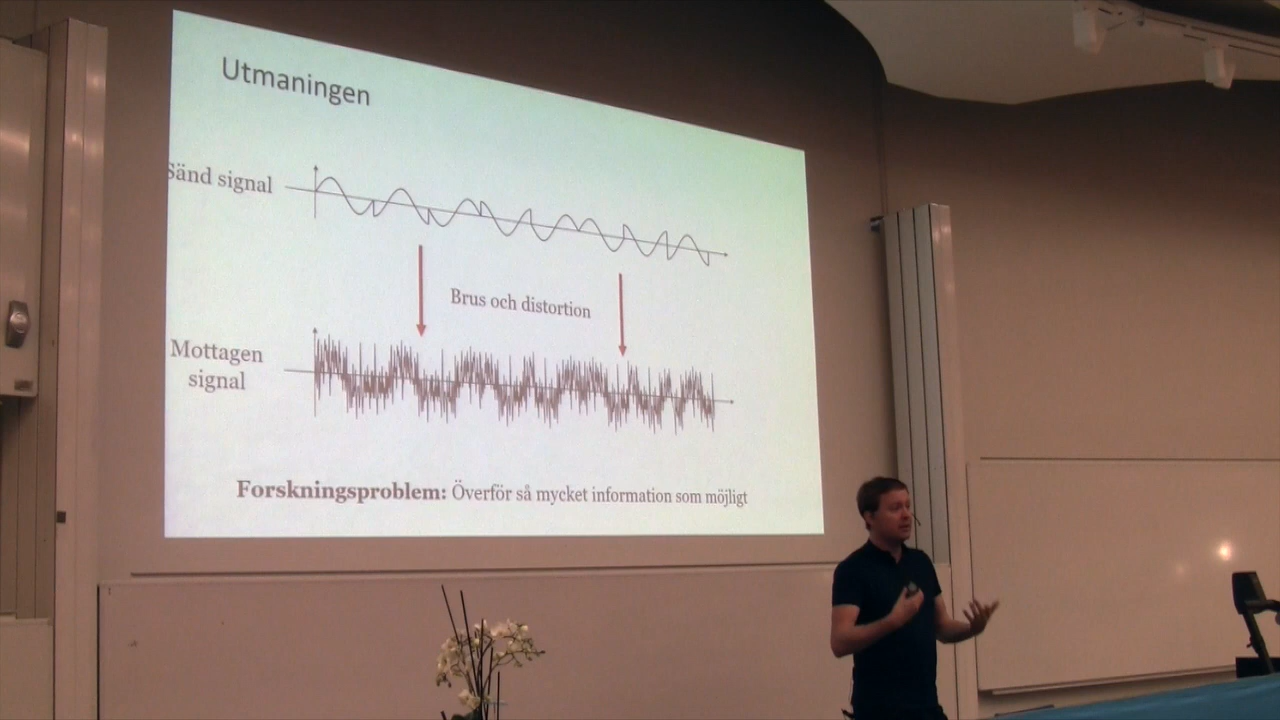 Utmaningen
Sänd signal
Brus och distortion
Mottagen
signal
Forskningsproblem: Överför så mycket information som möjligt